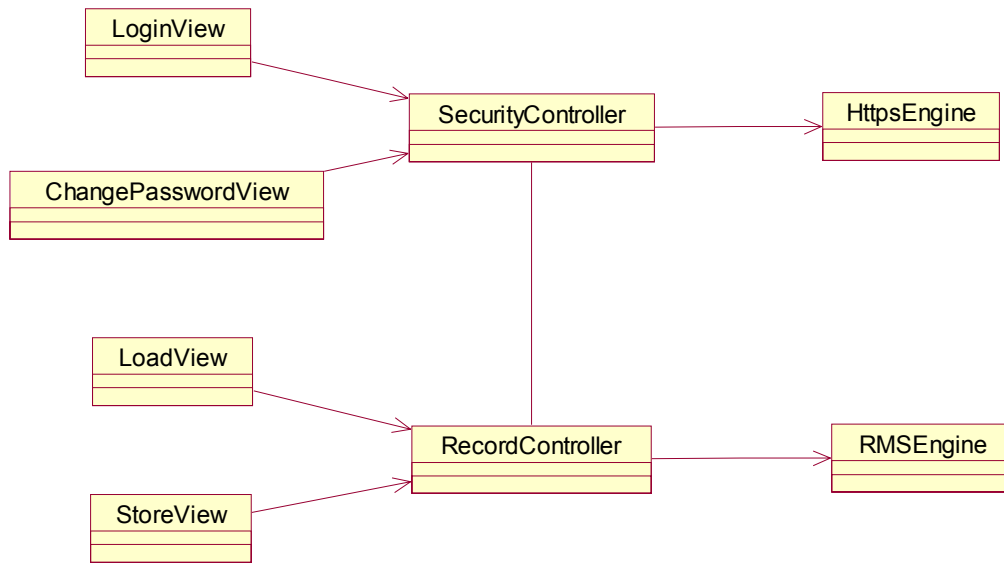 LoginView
SecurityController
HttpsEngine
ChangePasswordView
LoadView
RecordController
RMSEngine
StoreView